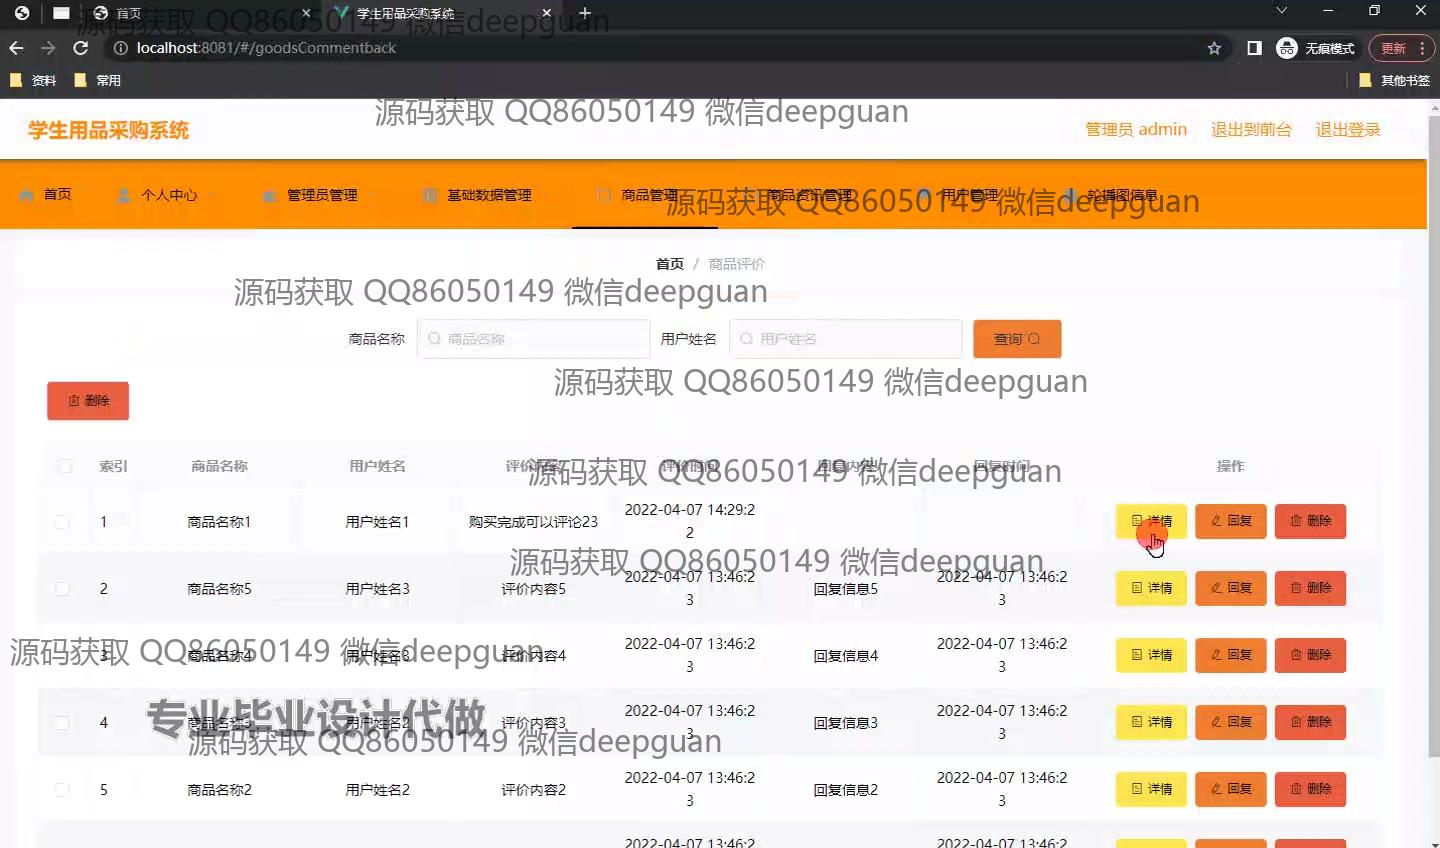 首页
学生用品采购系统
localhost:8081/#/goodsCommentback
无痕模式
更新
资料
常用
其他书签
源码获取 QQ86050149 微信deepguan
学生用品采购系统
源码获取 QQ86050149 微信deepguan
管理员 admin
退出到前台
退出登录
首页
个人中心
管理员管理
基础数据管理
商品管理
商品资讯管理
用户管理
轮播图信息
源码获取 QQ86050149 微信deepguan
首页 / 商品评价
源码获取 QQ86050149 微信deepguan
商品名称
商品名称
用户姓名
用户姓名
查询
源码获取 QQ86050149 微信deepguan
删除
索引 商品名称 用户姓名 评价内容 评价时间 回复内容 回复时间 操作
源码获取 QQ86050149 微信deepguan
1 商品名称1 用户姓名1 购买完成可以评论23 2022-04-07 14:29:2
2
详情 回复 删除
源码获取 QQ86050149 微信deepguan
2 商品名称5 用户姓名3 评价内容5 2022-04-07 13:46:2
3
回复信息5 2022-04-07 13:46:2
3
详情 回复 删除
源码获取 QQ86050149 微信deepguan
3 商品名称4 用户姓名3 评价内容4 2022-04-07 13:46:2
3
回复信息4 2022-04-07 13:46:2
3
详情 回复 删除
专业毕业设计代做
4 商品名称3 用户姓名2 评价内容3 2022-04-07 13:46:2
3
回复信息3 2022-04-07 13:46:2
3
详情 回复 删除
源码获取 QQ86050149 微信deepguan
5 商品名称2 用户姓名2 评价内容2 2022-04-07 13:46:2
3
回复信息2 2022-04-07 13:46:2
3
详情 回复 删除
2022-04-07 13:46:2
2022-04-07 13:46:2